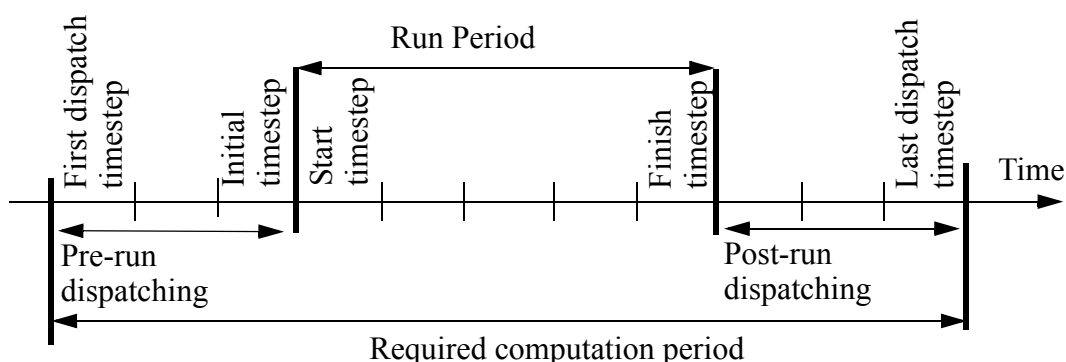 Run Period
First dispatch
timestep
Initial
timestep
Start
timestep
Finish
timestep
Last dispatch
timestep
Time
Pre-run
dispatching
Post-run
dispatching
Required computation period